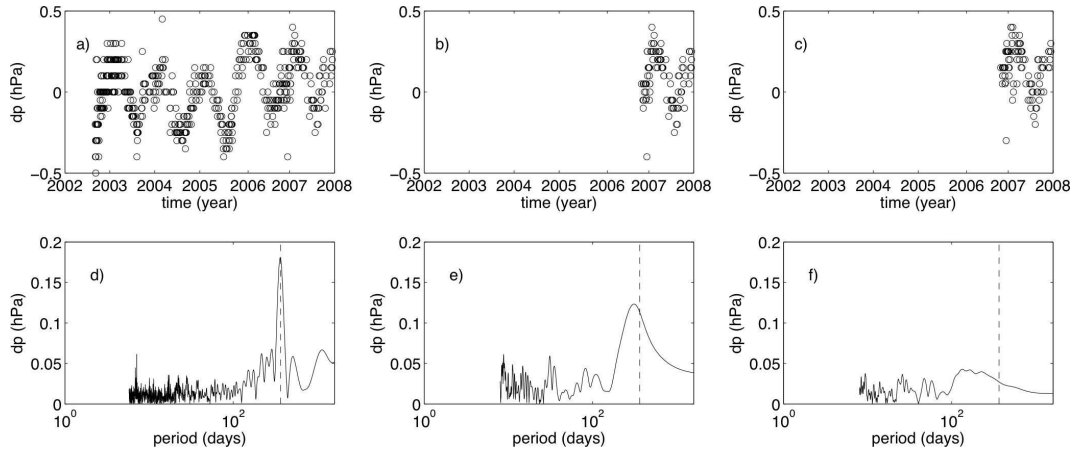 0.5
a)
dp (hPa)
0
−0.5
2002 2003 2004 2005 2006 2007 2008
time (year)
0.5
b)
dp (hPa)
0
−0.5
2002 2003 2004 2005 2006 2007 2008
time (year)
0.5
c)
dp (hPa)
0
−0.5
2002 2003 2004 2005 2006 2007 2008
time (year)
0.2
d)
0.15
dp (hPa)
0.1
0.05
0
10^0 10^2
period (days)
0.2
e)
0.15
dp (hPa)
0.1
0.05
0
10^0 10^2
period (days)
0.2
f)
0.15
dp (hPa)
0.1
0.05
0
10^0 10^2
period (days)